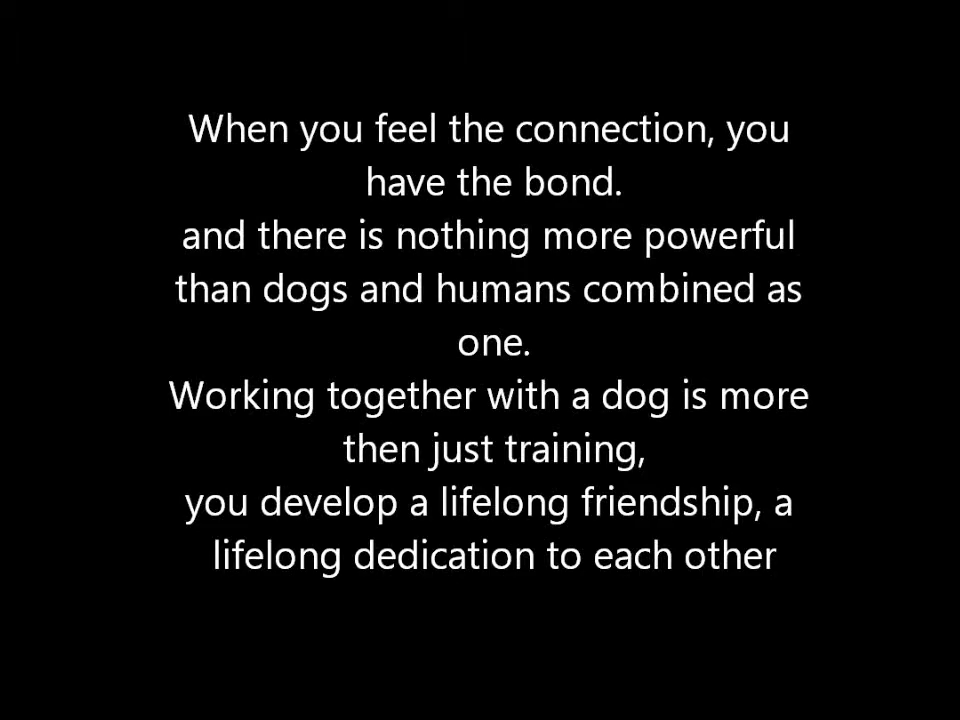 When you feel the connection, you
have the bond.
and there is nothing more powerful
than dogs and humans combined as
one.
Working together with a dog is more
then just training,
you develop a lifelong friendship, a
lifelong dedication to each other